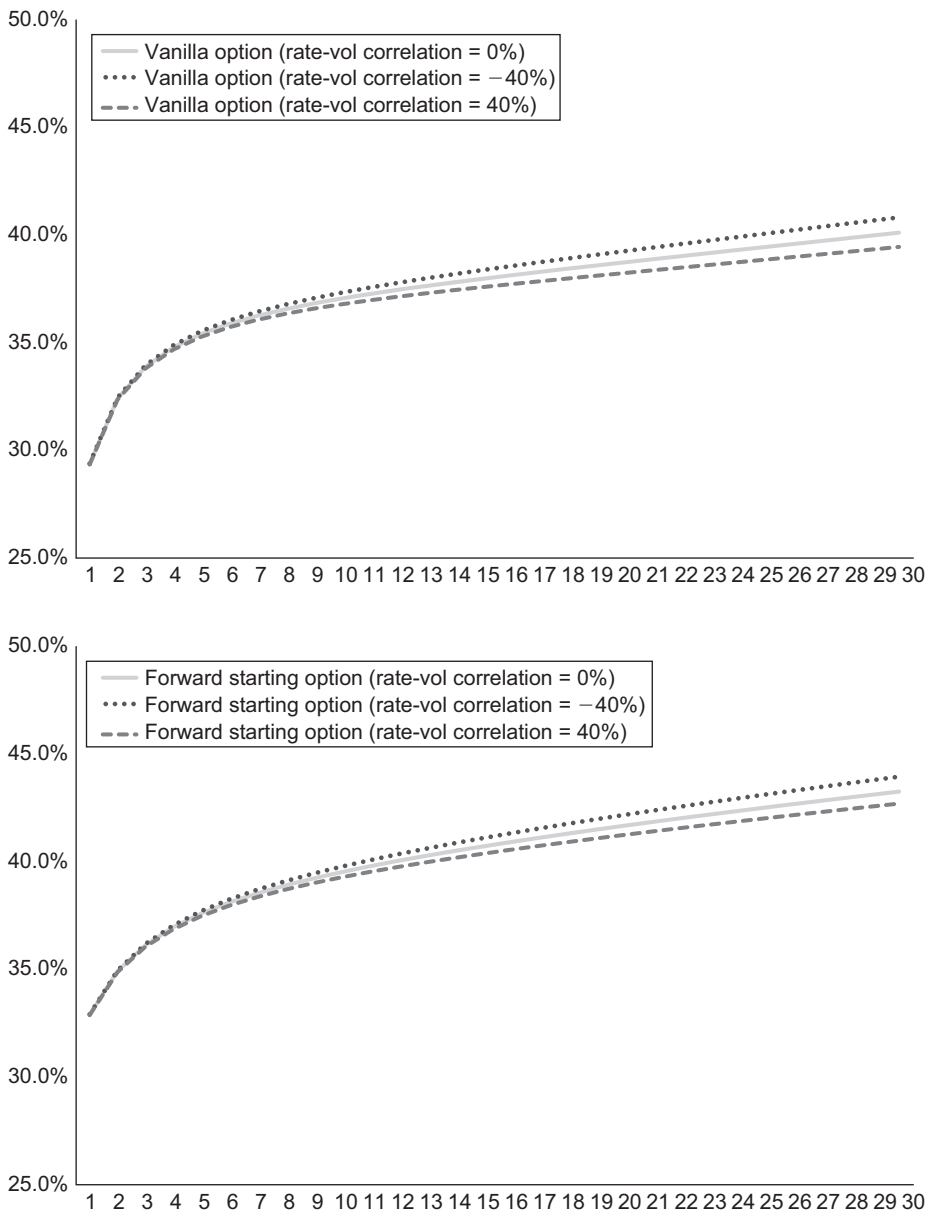 50.0%
Vanilla option (rate-vol correlation = 0%)
Vanilla option (rate-vol correlation = −40%)
Vanilla option (rate-vol correlation = 40%)
45.0%
40.0%
35.0%
30.0%
25.0%
1 2 3 4 5 6 7 8 9 10 11 12 13 14 15 16 17 18 19 20 21 22 23 24 25 26 27 28 29 30
50.0%
Forward starting option (rate-vol correlation = 0%)
Forward starting option (rate-vol correlation = −40%)
Forward starting option (rate-vol correlation = 40%)
45.0%
40.0%
35.0%
30.0%
25.0%
1 2 3 4 5 6 7 8 9 10 11 12 13 14 15 16 17 18 19 20 21 22 23 24 25 26 27 28 29 30